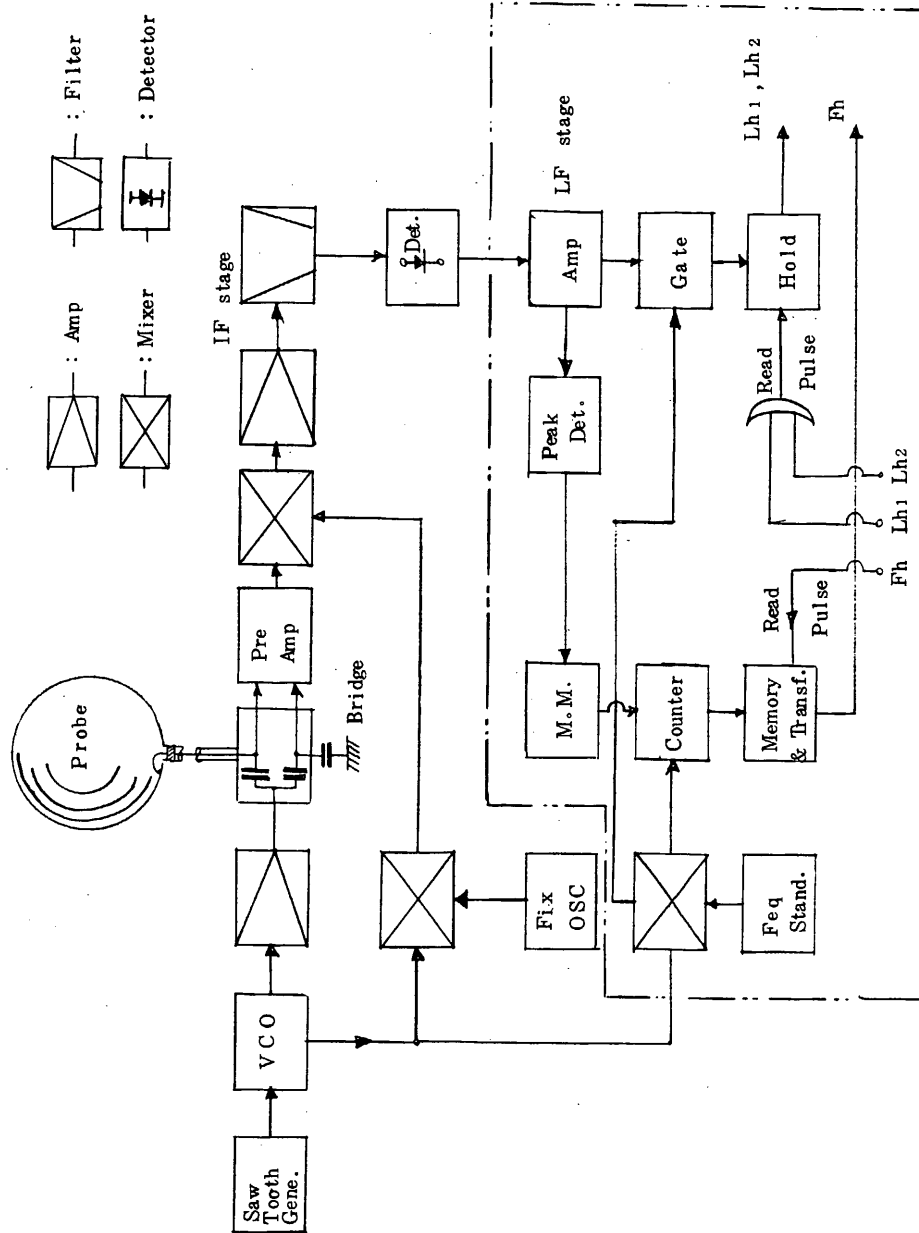 : Amp
: Filter
: Mixer
: Detector
Probe
IF stage
Saw
Tooth
Gene.
VCO
Bridge
Pre
Amp
Det.
Fix
OSC
LF stage
Amp
Peak
Det.
M.M.
Gate
Feq
Stand.
Counter
Hold
Memory
& Transf.
Read
Pulse
Read
Pulse
Fh
Lh1 Lh2
Lh1 , Lh2
Fh